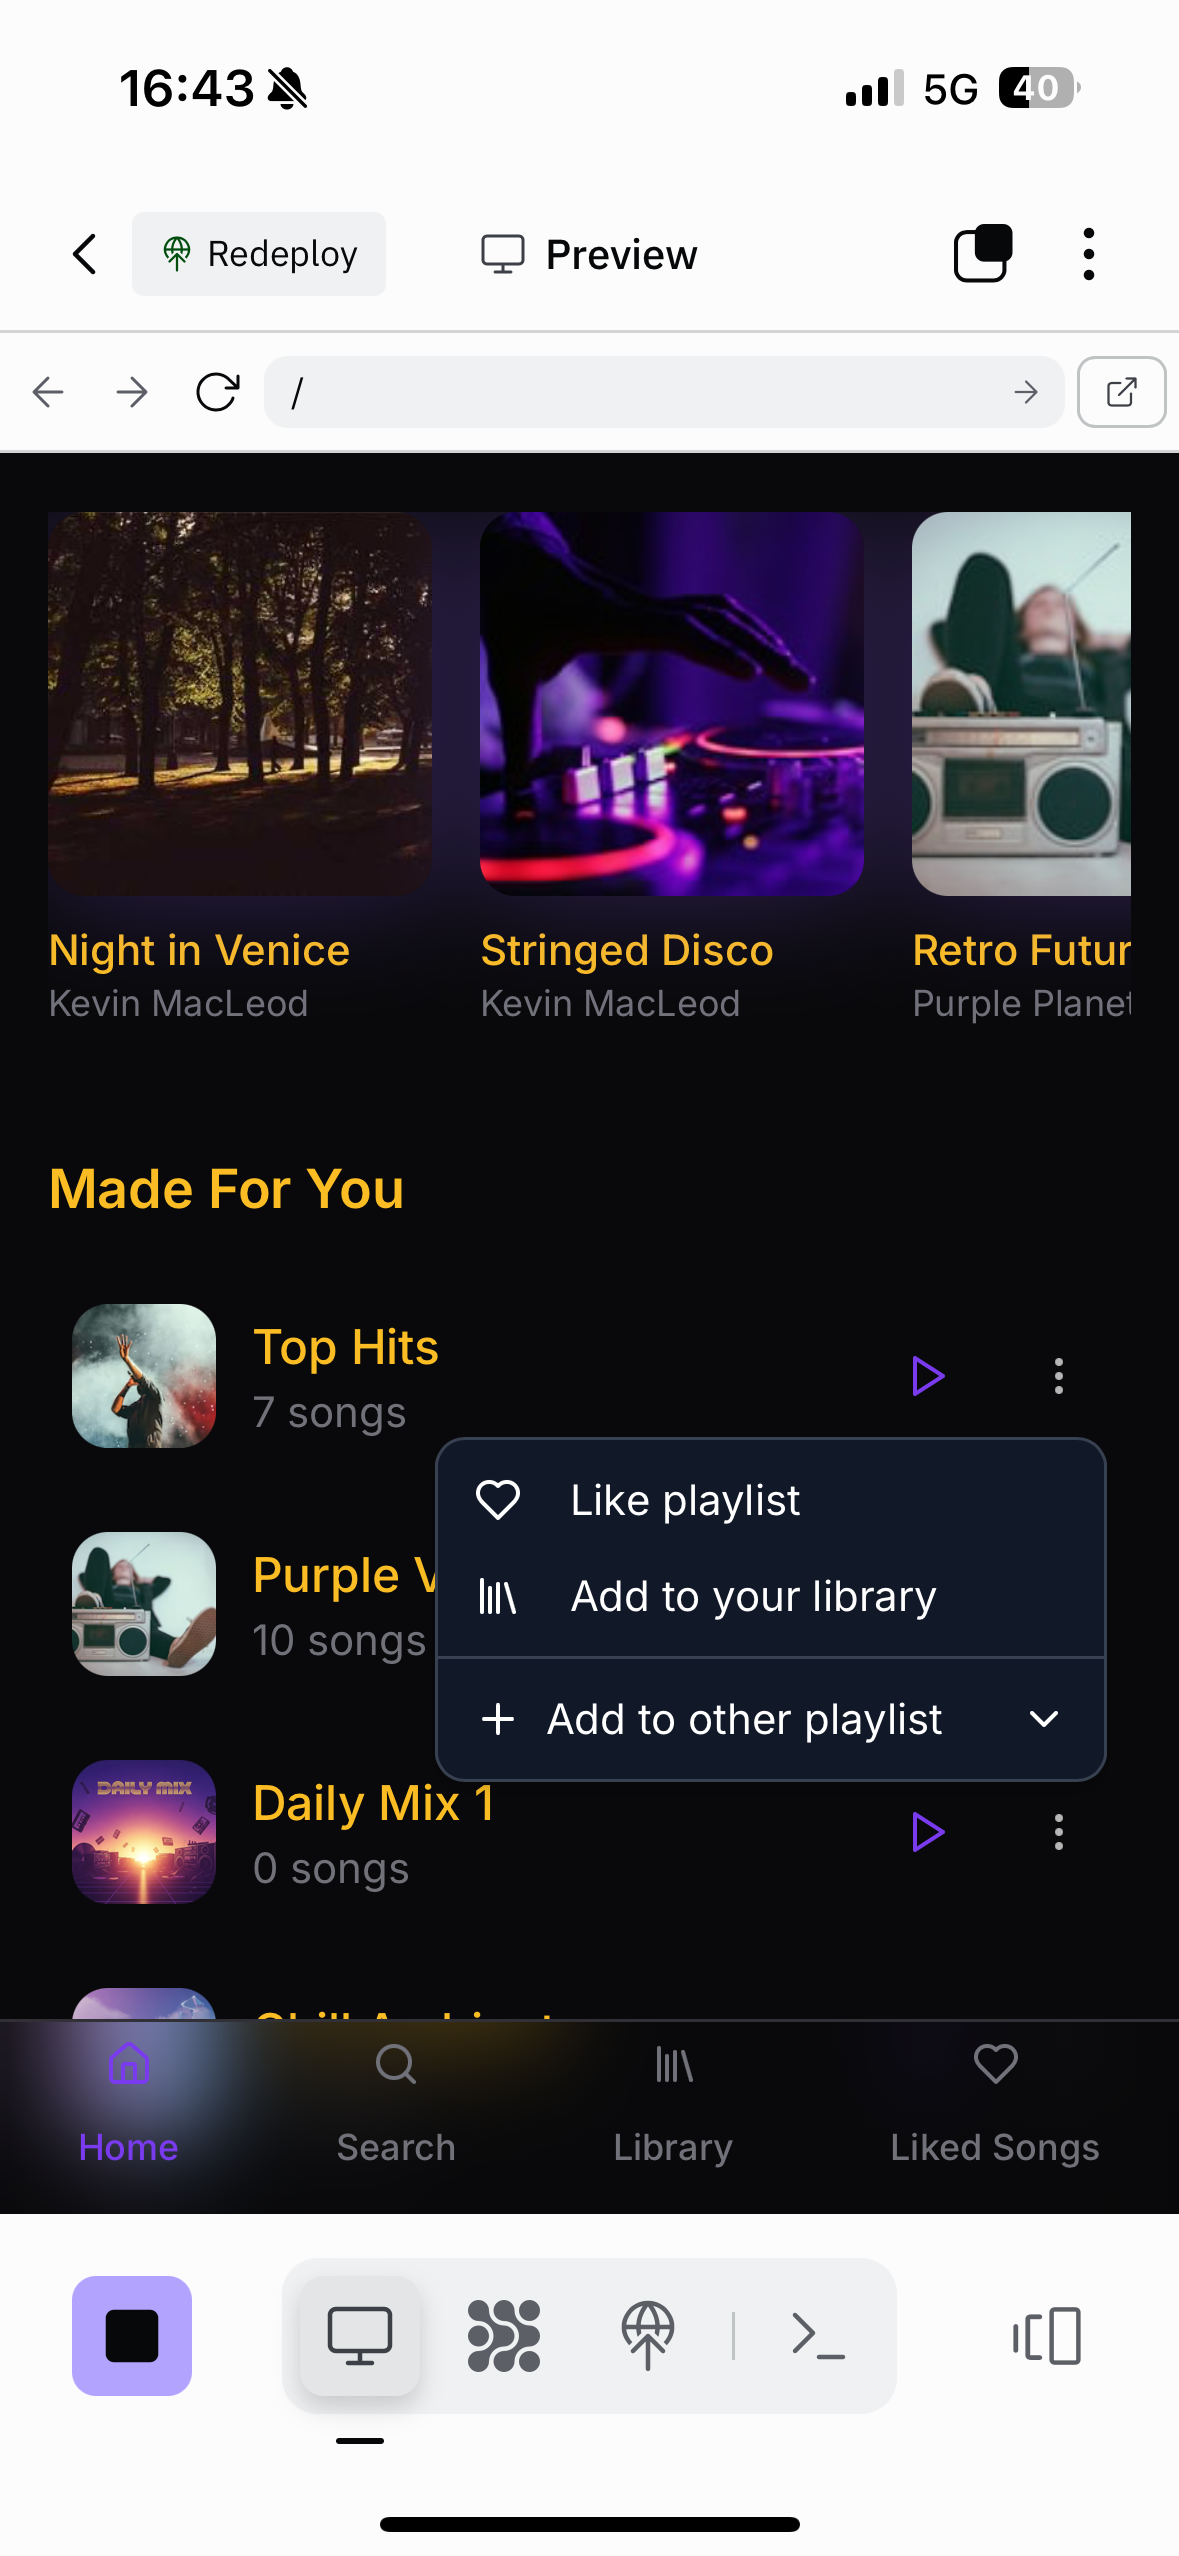 16:43
5G
40
Redeploy
Preview
/
Night in Venice
Kevin MacLeod
Stringed Disco
Kevin MacLeod
Retro Futur
Purple Planet
Made For You
Top Hits
7 songs
Like playlist
Purple V
10 songs
Add to your library
Add to other playlist
DAILY MIX
Daily Mix 1
0 songs
Home
Search
Library
Liked Songs